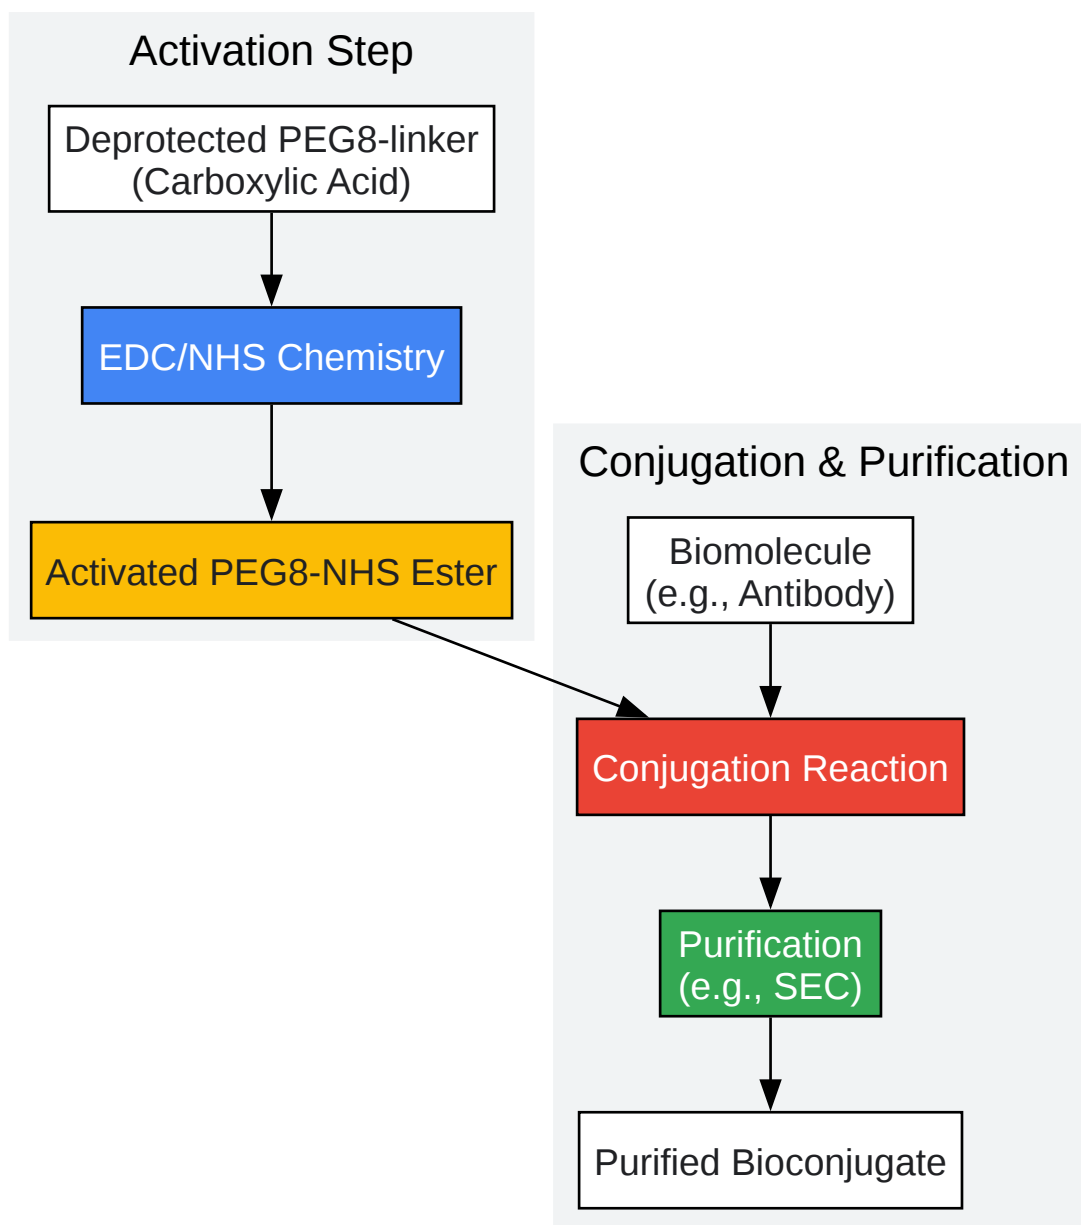 Activation Step
Deprotected PEG8-linker
(Carboxylic Acid)
EDC/NHS Chemistry
Activated PEG8-NHS Ester
Conjugation & Purification
Biomolecule
(e.g., Antibody)
Conjugation Reaction
Purification
(e.g., SEC)
Purified Bioconjugate